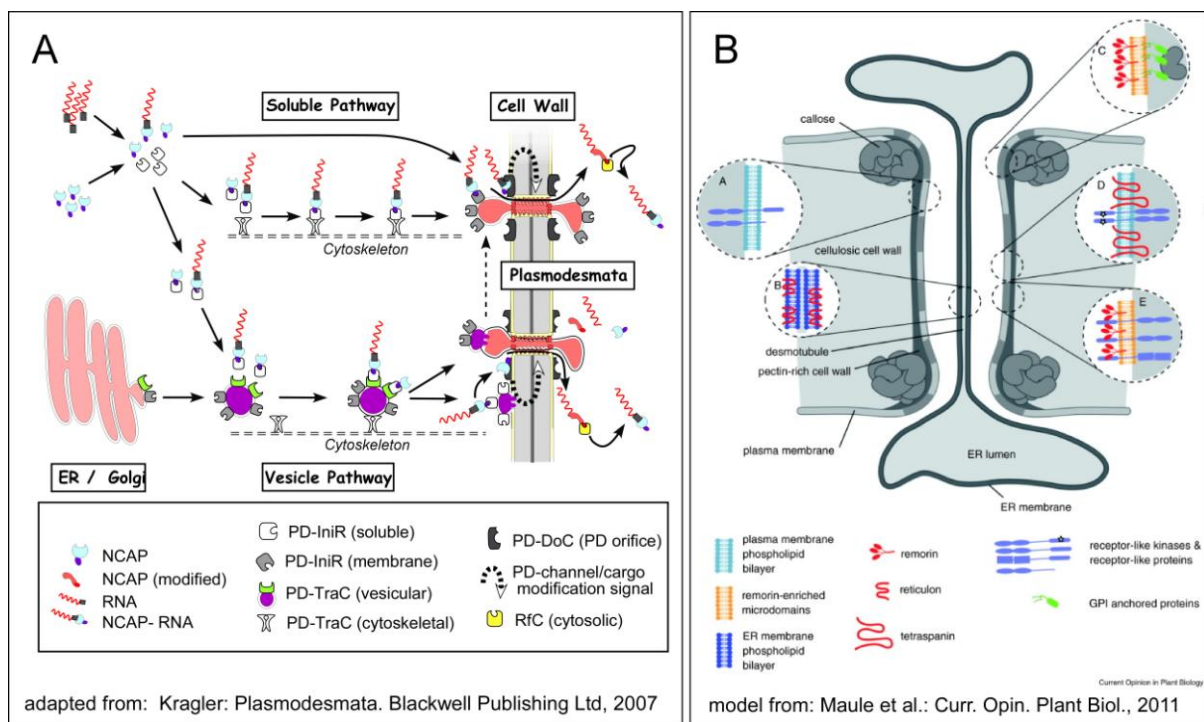 A
Soluble Pathway
Cell Wall
Cytoskeleton
Plasmodesmata
Cytoskeleton
ER / Golgi
Vesicle Pathway
NCAP
NCAP (modified)
RNA
NCAP- RNA
PD-IniR (soluble)
PD-IniR (membrane)
PD-TraC (vesicular)
PD-TraC (cytoskeletal)
PD-DoC (PD orifice)
PD-channel/cargo
modification signal
RfC (cytosolic)
adapted from: Kragler: Plasmodesmata. Blackwell Publishing Ltd, 2007
B
C
callose
A
D
cellulosic cell wall
B
E
desmotubule
pectin-rich cell wall
plasma membrane
ER lumen
ER membrane
plasma membrane
phospholipid
bilayer
remorin-enriched
microdomains
ER membrane
phospholipid
bilayer
remorin
reticulon
tetraspanin
receptor-like kinases &
receptor-like proteins
GPI anchored proteins
Current Opinion in Plant Biology
model from: Maule et al.: Curr. Opin. Plant Biol., 2011